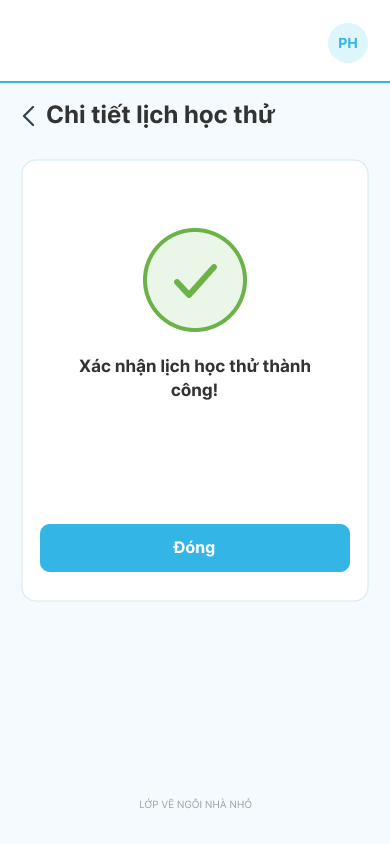 PH
Chi tiết lịch học thử
Xác nhận lịch học thử thành
công!
Đóng
LỚP VẼ NGÔI NHÀ NHỎ